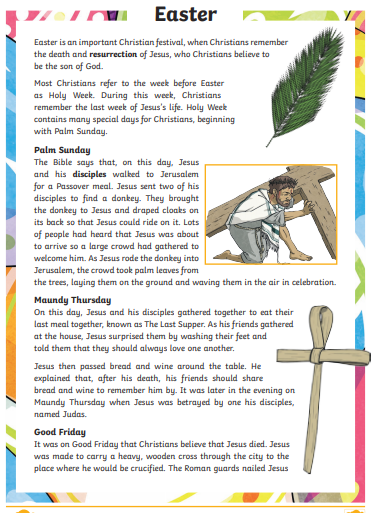 Easter
Easter is an important Christian festival, when Christians remember
the death and resurrection of Jesus, who Christians believe to
be the son of God.
Most Christians refer to the week before Easter
as Holy Week. During this week, Christians
remember the last week of Jesus's life. Holy Week
contains many special days for Christians, beginning
with Palm Sunday.
Palm Sunday
The Bible says that, on this day, Jesus
and his disciples walked to Jerusalem
for a Passover meal. Jesus sent two of his
disciples to find a donkey. They brought
the donkey to Jesus and draped cloaks on
its back so that Jesus could ride on it. Lots
of people had heard that Jesus was about
to arrive so a large crowd had gathered to
welcome him. As Jesus rode the donkey into
Jerusalem, the crowd took palm leaves from
the trees, laying them on the ground and waving them in the air in celebration.
Maundy Thursday
On this day, Jesus and his disciples gathered together to eat their
last meal together, known as The Last Supper. As his friends gathered
at the house, Jesus surprised them by washing their feet and
told them that they should always love one another.
Jesus then passed bread and wine around the table. He
explained that, after his death, his friends should share
bread and wine to remember him by. It was later in the evening on
Maundy Thursday when Jesus was betrayed by one his disciples,
named Judas.
Good Friday
It was on Good Friday that Christians believe that Jesus died. Jesus
was made to carry a heavy, wooden cross through the city to the
place where he would be crucified. The Roman guards nailed Jesus